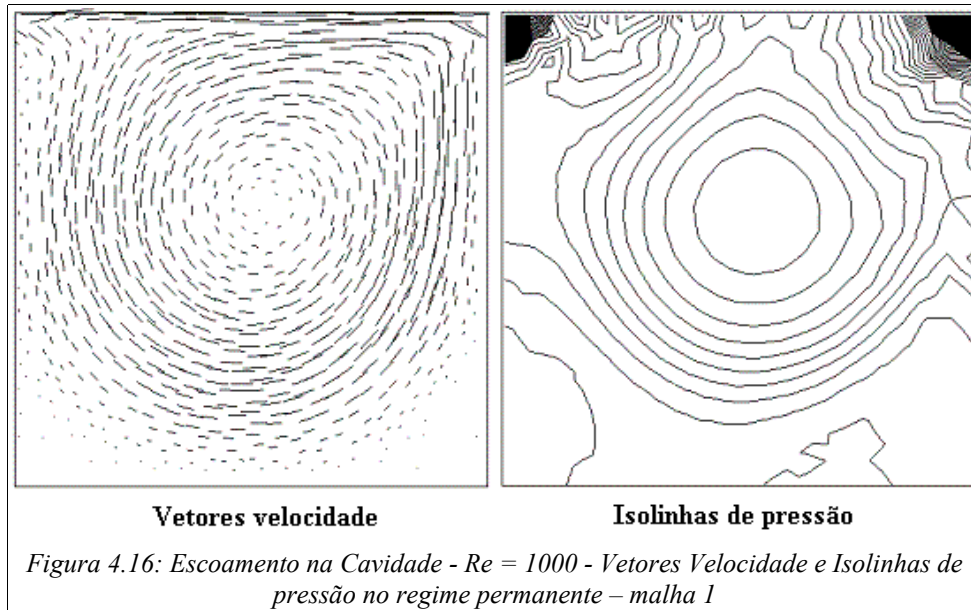 Vetores velocidade
Isolinhas de pressão
Figura 4.16: Escoamento na Cavidade - Re = 1000 - Vetores Velocidade e Isolinhas de
pressão no regime permanente – malha 1